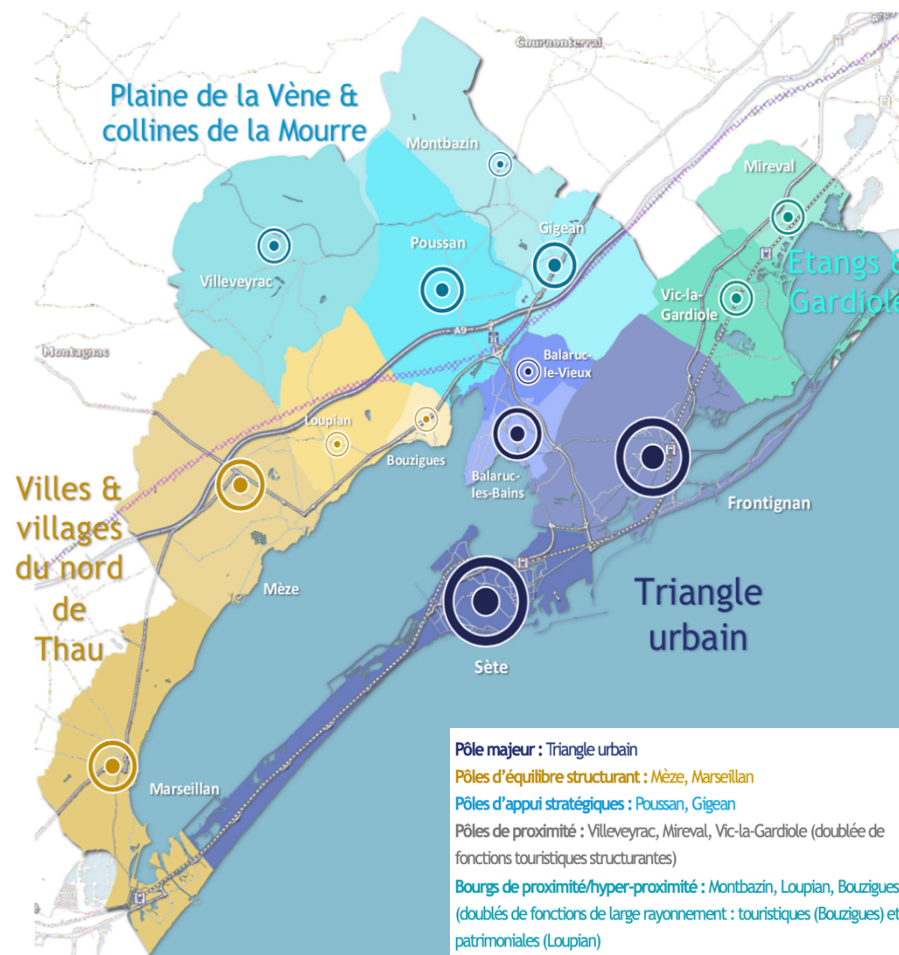 Cournonterral
Plaine de la Vène &
collines de la Mourre
Montbazin
Mireval
Gigean
Poussan
Villeveyrac
Etangs &
Gardiole
Vic-la-
Gardiole
A9
Montagnac
Balaruc-
le-Vieux
Loupian
Bouzigues
Balaruc-
les-Bains
Villes &
villages
du nord
de
Thau
Frontignan
Mèze
Triangle
urbain
Sète
Marseillan
Pôle majeur : Triangle urbain
Pôles d'équilibre structurant : Mèze, Marseillan
Pôles d'appui stratégiques : Poussan, Gigean
Pôles de proximité : Villeveyrac, Mireval, Vic-la-Gardiole (doublée de
fonctions touristiques structurantes)
Bourgs de proximité/hyper-proximité : Montbazin, Loupian, Bouzigues
(doublés de fonctions de large rayonnement : touristiques (Bouzigues) et
patrimoniales (Loupian)